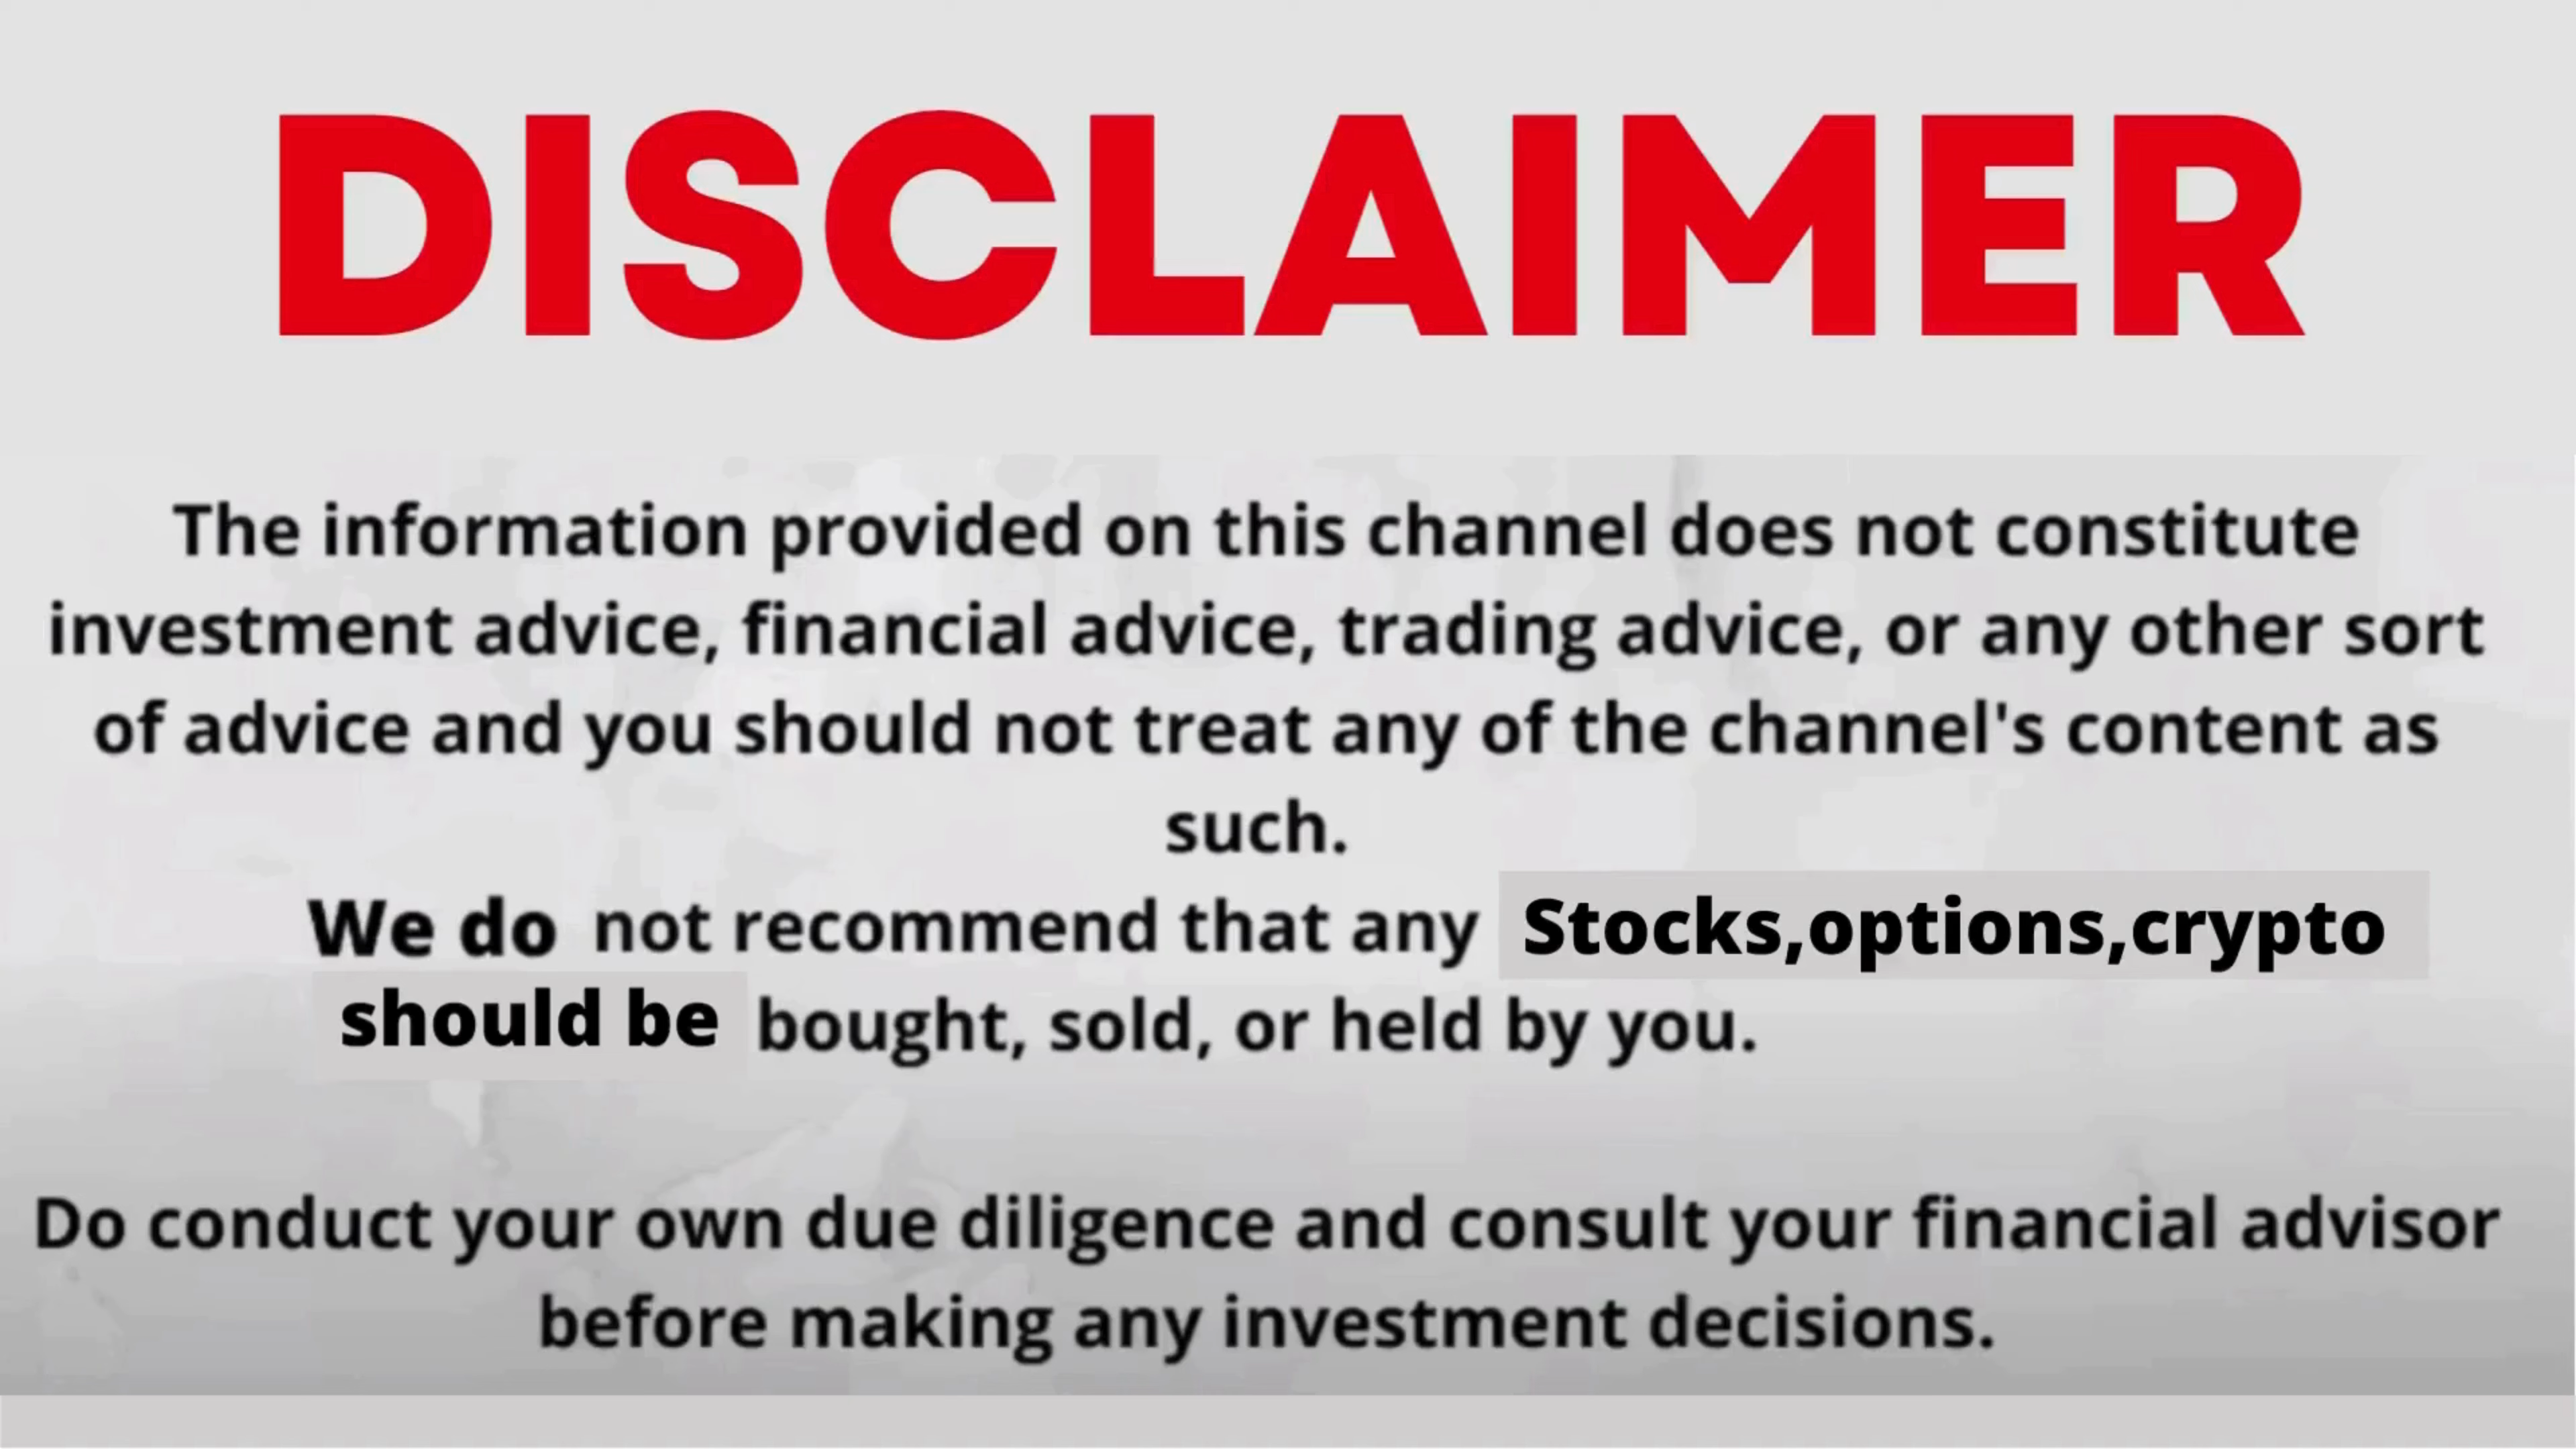 DISCLAIMER
The information provided on this channel does not constitute
investment advice, financial advice, trading advice, or any other sort
of advice and you should not treat any of the channel's content as
such.
We do not recommend that any Stocks,options,crypto
should be bought, sold, or held by you.
Do conduct your own due diligence and consult your financial advisor
before making any investment decisions.